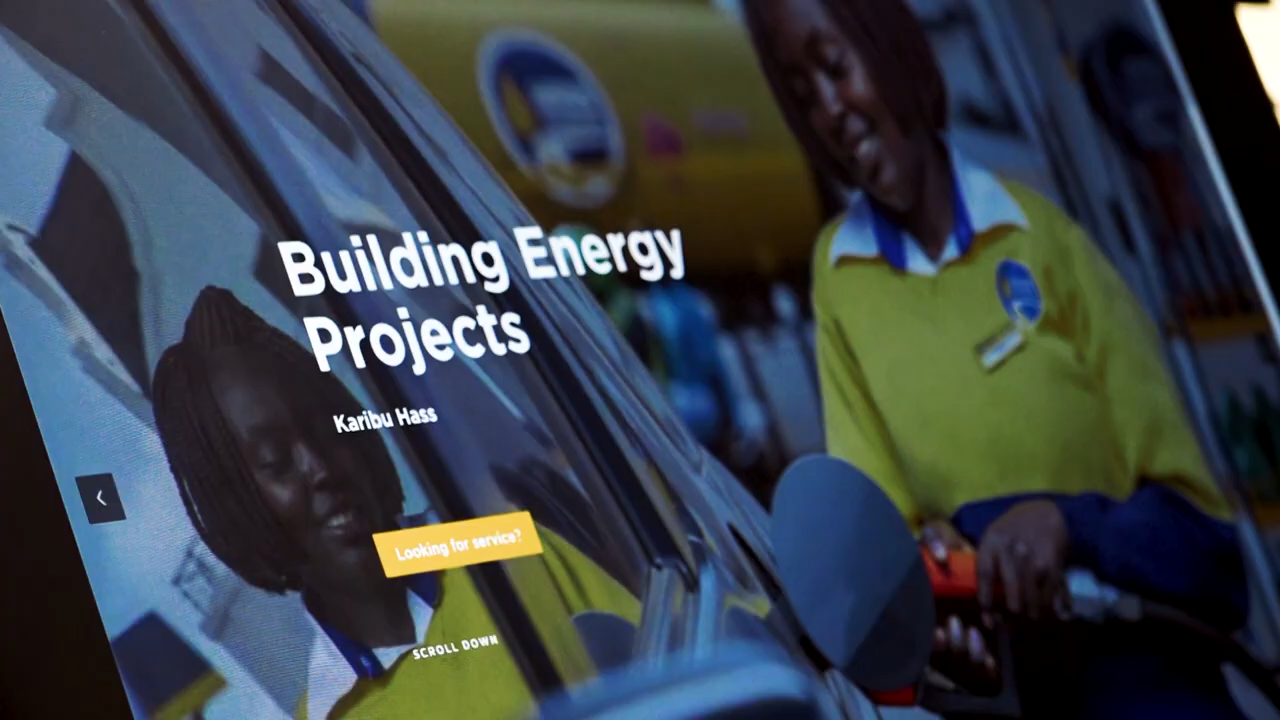 Building Energy
Projects
Karibu Hass
Looking for service?
SCROLL DOWN